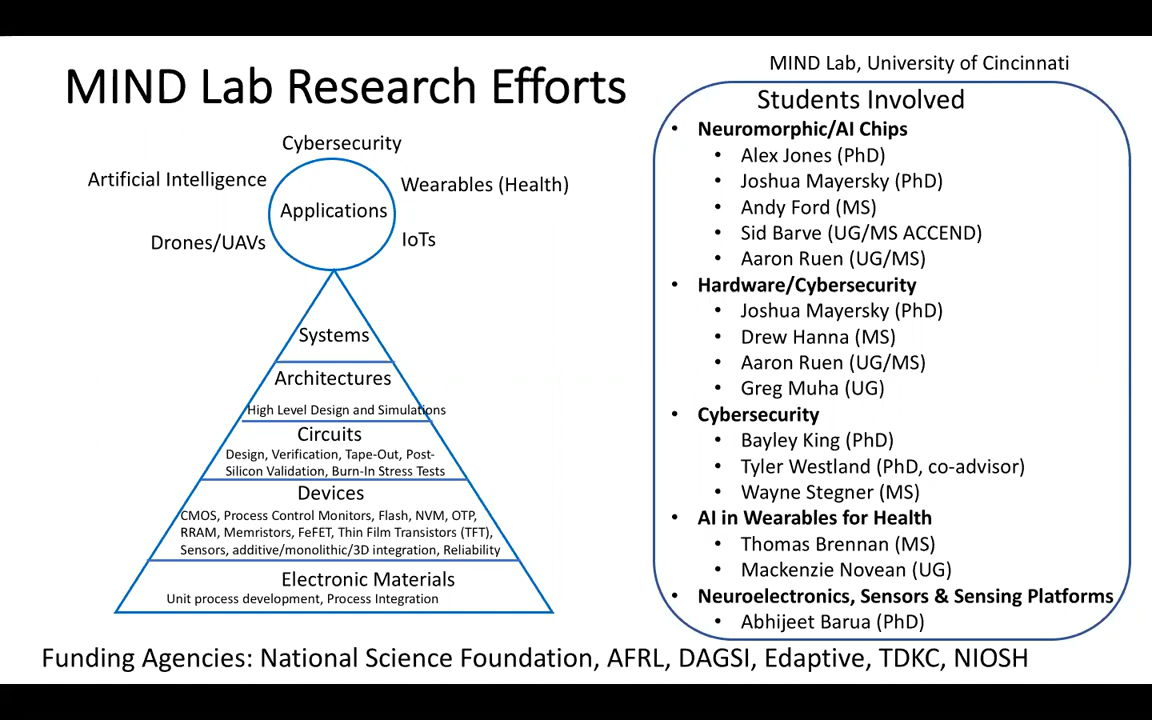 MIND Lab Research Efforts
Cybersecurity
Artificial Intelligence
Wearables (Health)
Applications
Drones/UAVs
IoTs
Systems
Architectures
High Level Design and Simulations
Circuits
Design, Verification, Tape-Out, Post-
Silicon Validation, Burn-In Stress Tests
Devices
CMOS, Process Control Monitors, Flash, NVM, OTP,
RRAM, Memristors, FeFET, Thin Film Transistors (TFT),
Sensors, additive/monolithic/3D integration, Reliability
Electronic Materials
Unit process development, Process Integration
MIND Lab, University of Cincinnati
Students Involved
• Neuromorphic/AI Chips
• Alex Jones (PhD)
• Joshua Mayersky (PhD)
• Andy Ford (MS)
• Sid Barve (UG/MS ACCEND)
• Aaron Ruen (UG/MS)
• Hardware/Cybersecurity
• Joshua Mayersky (PhD)
• Drew Hanna (MS)
• Aaron Ruen (UG/MS)
• Greg Muha (UG)
• Cybersecurity
• Bayley King (PhD)
• Tyler Westland (PhD, co-advisor)
• Wayne Stegner (MS)
• AI in Wearables for Health
• Thomas Brennan (MS)
• Mackenzie Novean (UG)
• Neuroelectronics, Sensors & Sensing Platforms
• Abhijeet Barua (PhD)
Funding Agencies: National Science Foundation, AFRL, DAGSI, Edaptive, TDKC, NIOSH